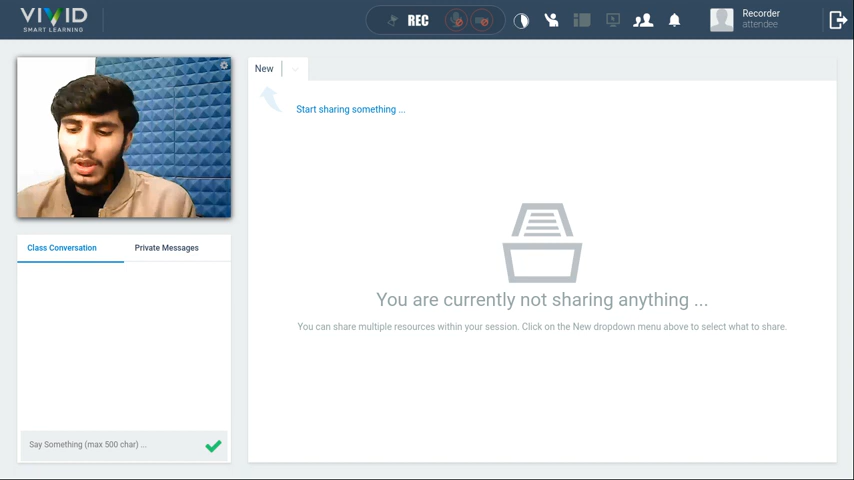 VIVID
SMART LEARNING
REC
Recorder
attendee
New
Start sharing something ...
Class Conversation
Private Messages
You are currently not sharing anything ...
You can share multiple resources within your session. Click on the New dropdown menu above to select what to share.
Say Something (max 500 char) ...